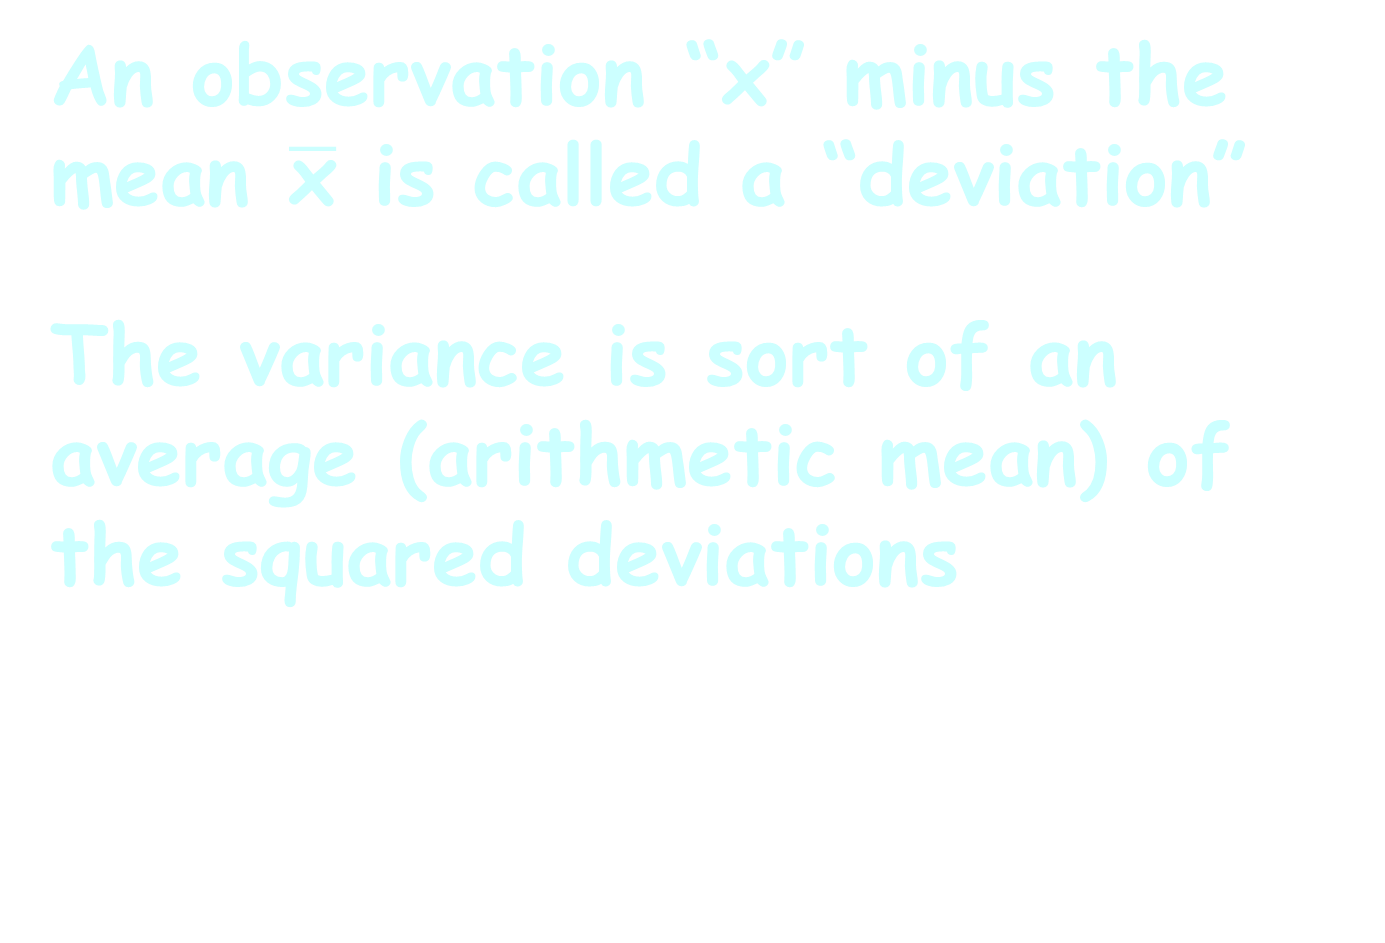 An observation “x” minus the
mean x̅ is called a “deviation”
The variance is sort of an
average (arithmetic mean) of
the squared deviations